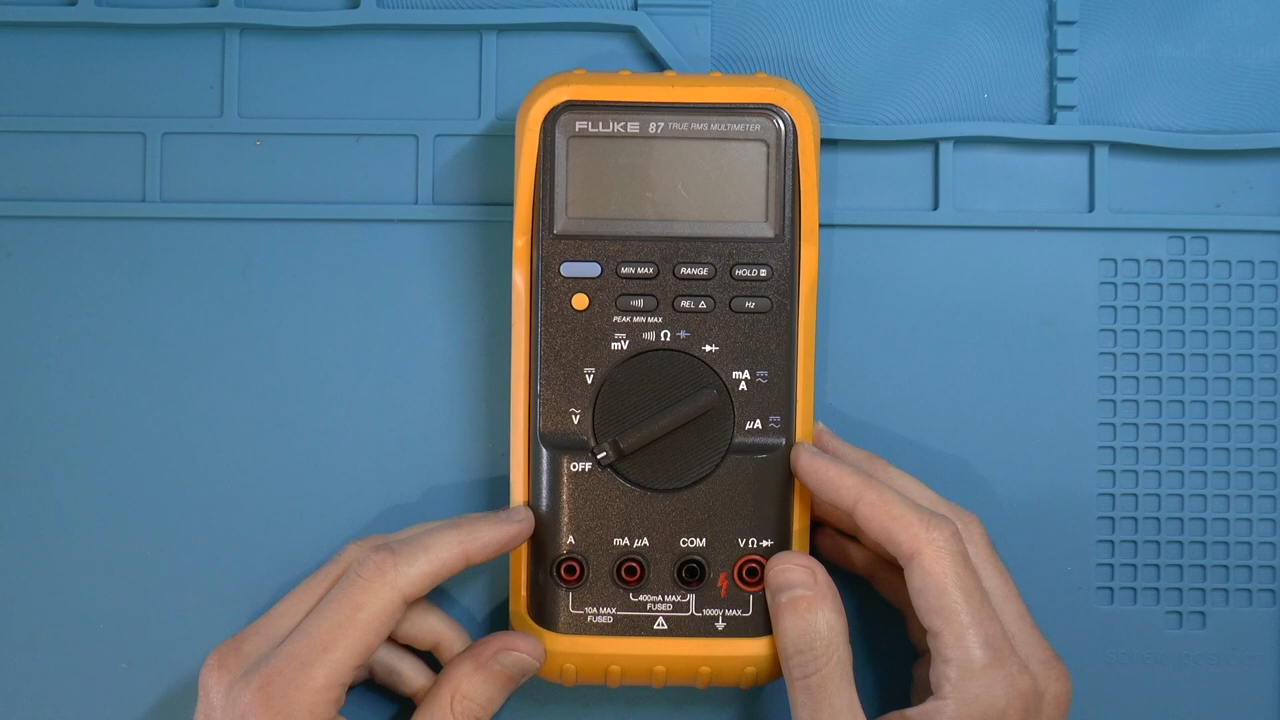 FLUKE 87 TRUE RMS MULTIMETER
MIN MAX RANGE HOLD
REL Δ Hz
PEAK MIN MAX
mV Ω
V mA A
V µA
OFF
A mA µA COM V Ω
400mA MAX FUSED
10A MAX FUSED
1000V MAX